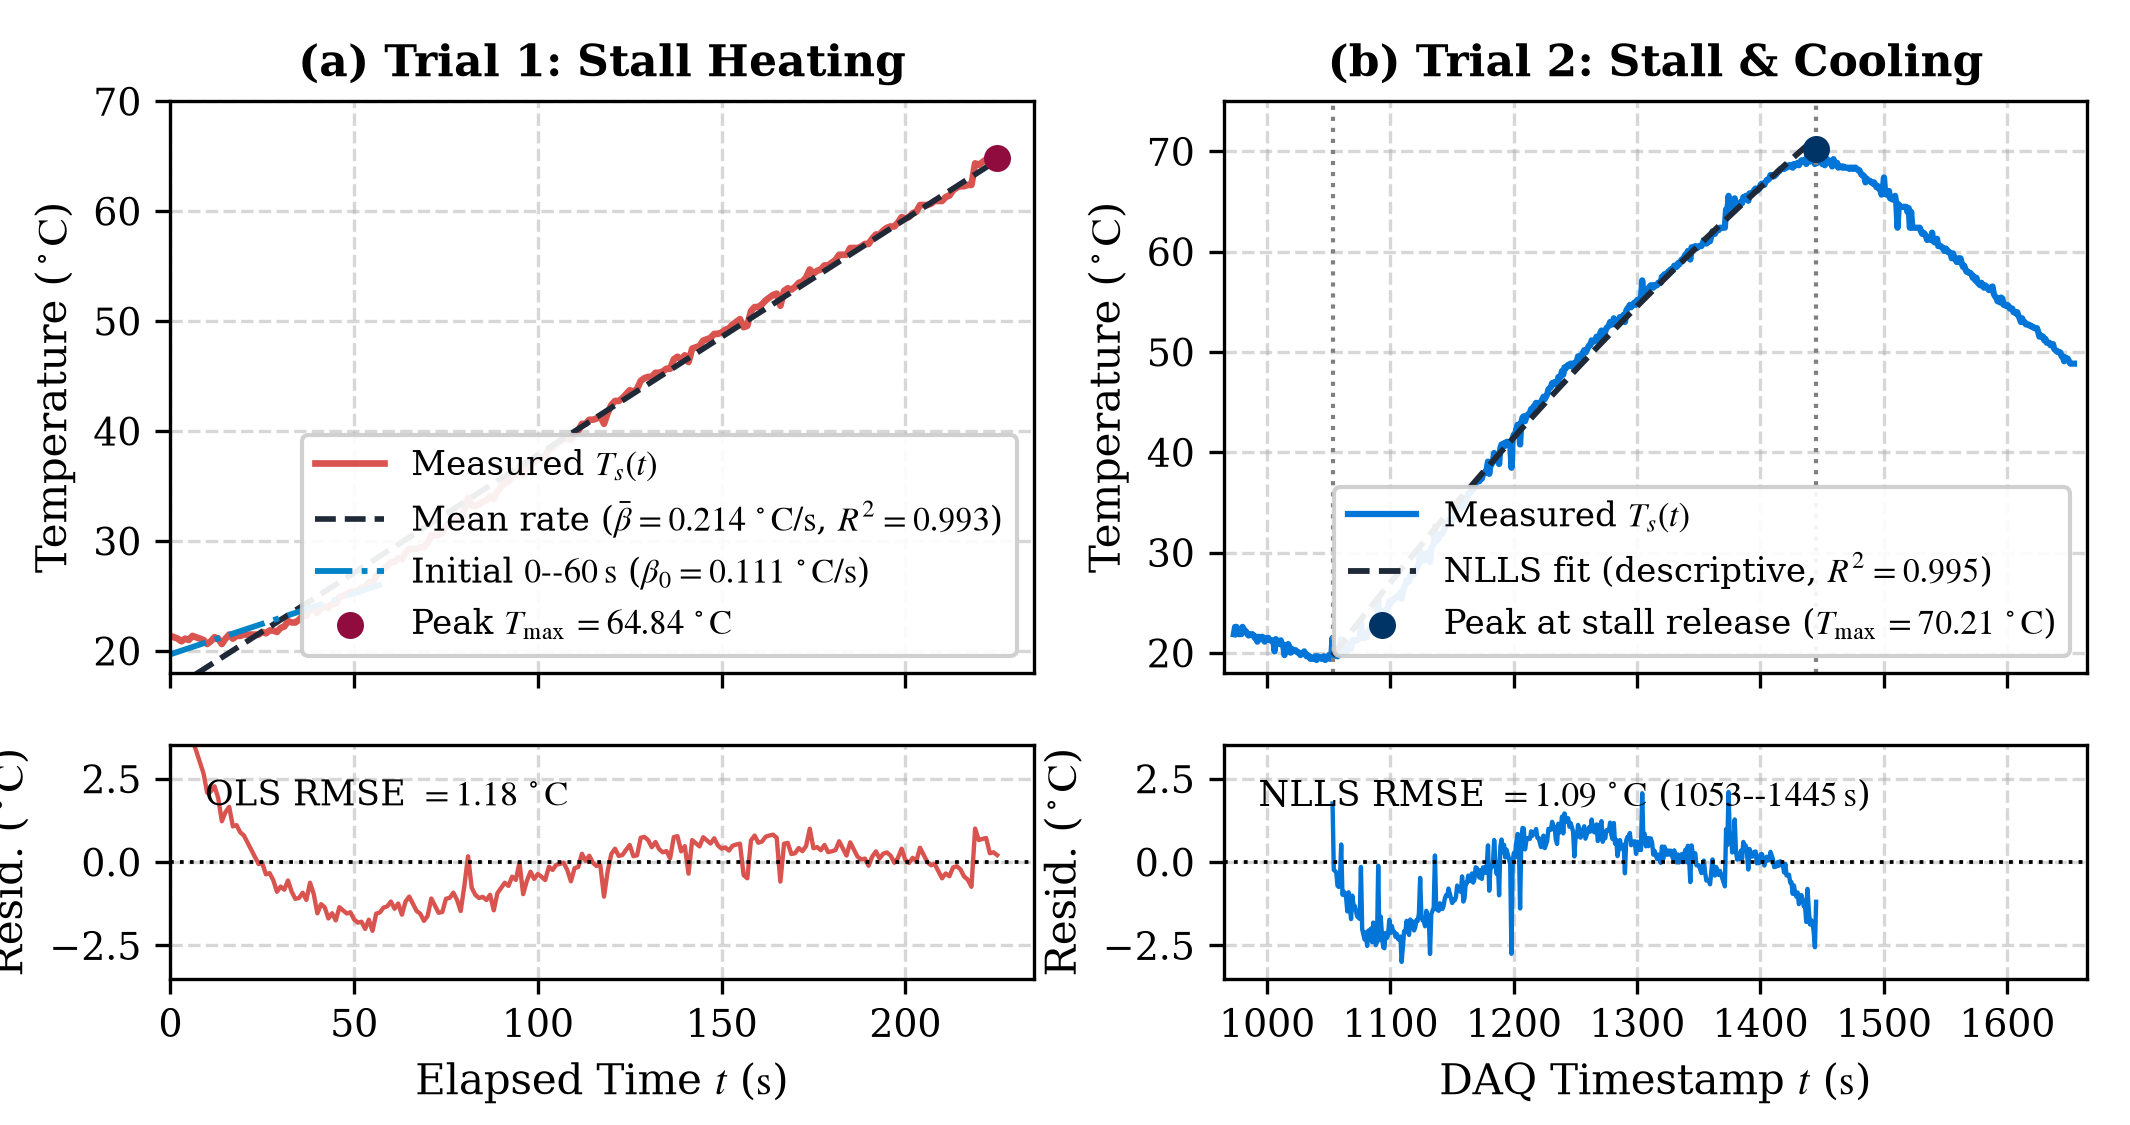 (a) Trial 1: Stall Heating
70
60
50
40
30
20
Temperature (°C)
Measured Tₛ(t)
Mean rate (β̄ = 0.214 °C/s, R² = 0.993)
Initial 0--60 s (β₀ = 0.111 °C/s)
Peak Tmax = 64.84 °C
(b) Trial 2: Stall & Cooling
70
60
50
40
30
20
Temperature (°C)
Measured Tₛ(t)
NLLS fit (descriptive, R² = 0.995)
Peak at stall release (Tmax = 70.21 °C)
2.5
0.0
−2.5
Resid. (°C)
OLS RMSE = 1.18 °C
0 50 100 150 200
Elapsed Time t (s)
2.5
0.0
−2.5
Resid. (°C)
NLLS RMSE = 1.09 °C (1053--1445 s)
1000 1100 1200 1300 1400 1500 1600
DAQ Timestamp t (s)